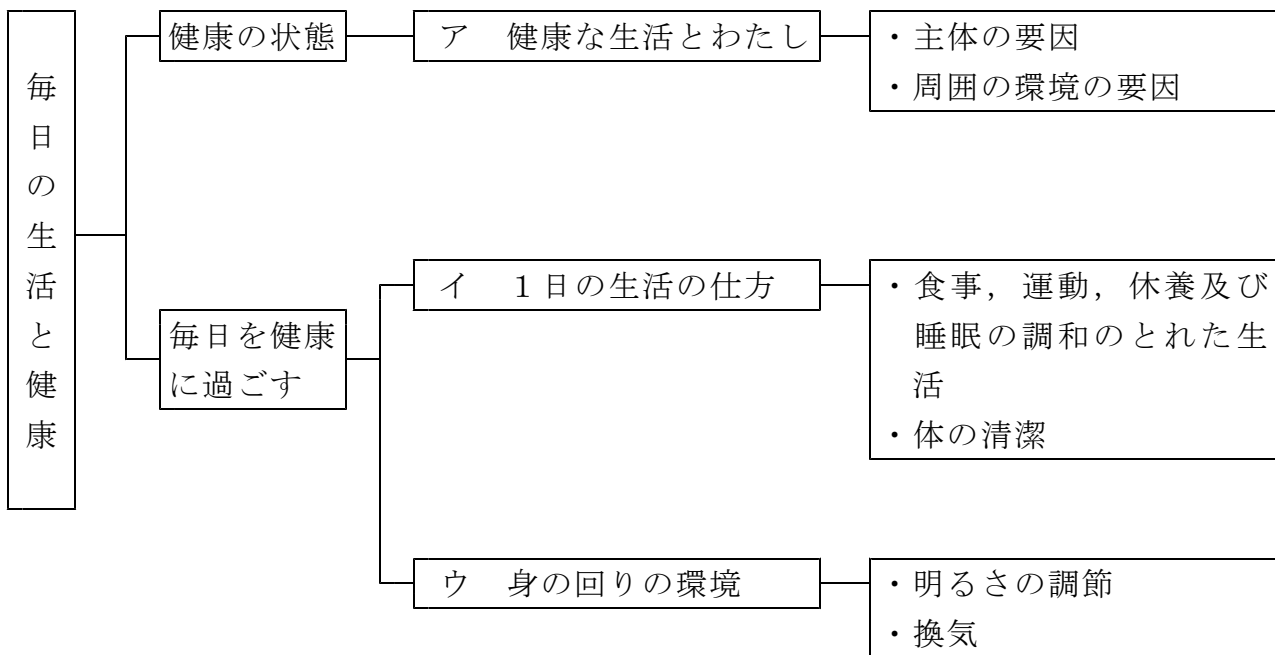 毎日の生活と健康
健康の状態
ア 健康な生活とわたし
・主体の要因
・周囲の環境の要因
毎日を健康
に過ごす
イ 1日の生活の仕方
・食事，運動，休養及び
睡眠の調和のとれた生
活
・体の清潔
ウ 身の回りの環境
・明るさの調節
・換気